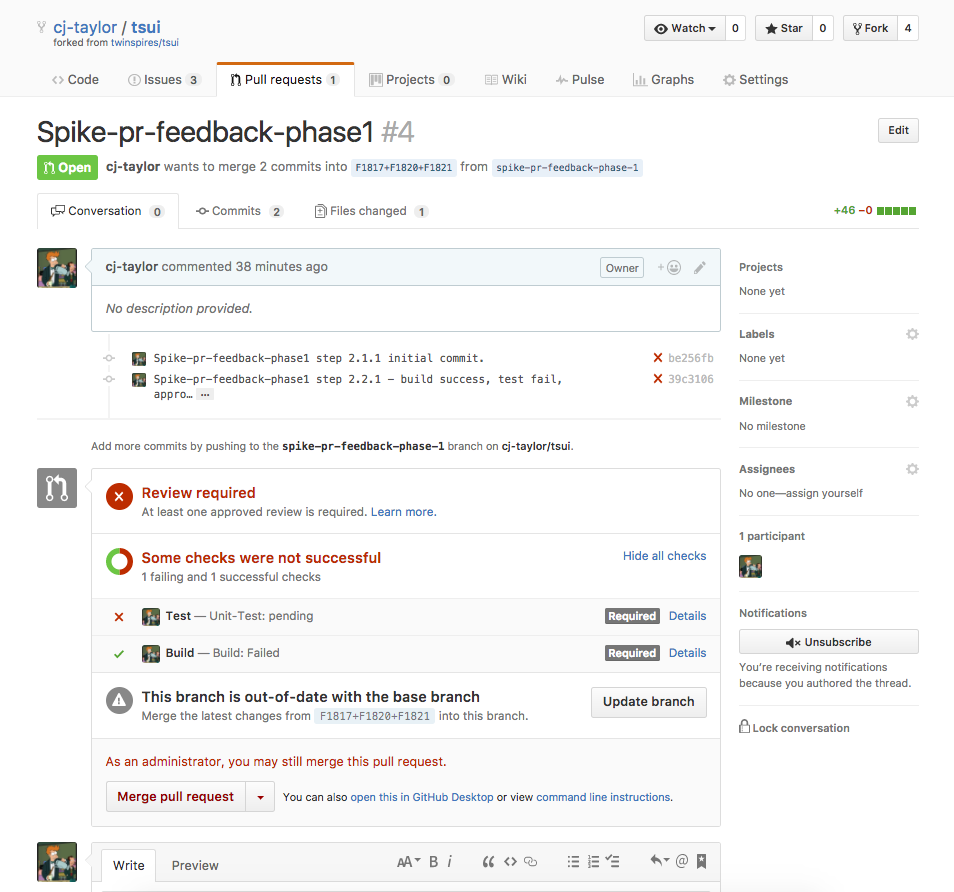 cj-taylor / tsui
forked from twinspires/tsui
Watch 0 Star 0 Fork 4
Code Issues 3 Pull requests 1 Projects 0 Wiki Pulse Graphs Settings
Spike-pr-feedback-phase1 #4
Edit
Open cj-taylor wants to merge 2 commits into F1817+F1820+F1821 from spike-pr-feedback-phase-1
Conversation 0 Commits 2 Files changed 1 +46 −0
cj-taylor commented 38 minutes ago Owner
No description provided.
Spike-pr-feedback-phase1 step 2.1.1 initial commit. be256fb
Spike-pr-feedback-phase1 step 2.2.1 – build success, test fail, 39c3106
appro… …
Add more commits by pushing to the spike-pr-feedback-phase-1 branch on cj-taylor/tsui.
Review required
At least one approved review is required. Learn more.
Some checks were not successful Hide all checks
1 failing and 1 successful checks
Test — Unit-Test: pending Required Details
Build — Build: Failed Required Details
This branch is out-of-date with the base branch Update branch
Merge the latest changes from F1817+F1820+F1821 into this branch.
As an administrator, you may still merge this pull request.
Merge pull request You can also open this in GitHub Desktop or view command line instructions.
Write Preview AA B i @
Projects
None yet
Labels
None yet
Milestone
No milestone
Assignees
No one—assign yourself
1 participant
Notifications
Unsubscribe
You're receiving notifications
because you authored the thread.
Lock conversation